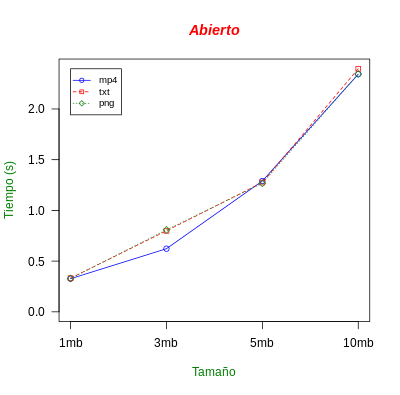 Abierto
mp4
txt
png
Tiempo (s)
2.0
1.5
1.0
0.5
0.0
1mb 3mb 5mb 10mb
Tamaño